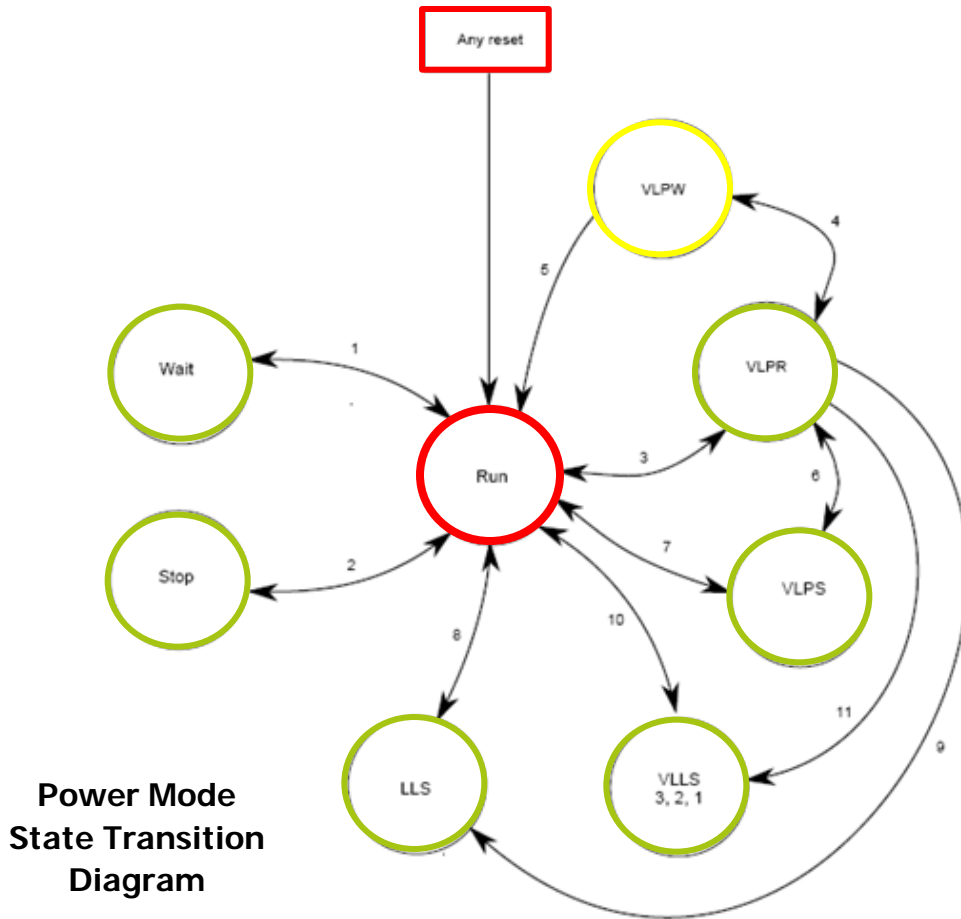 Any reset
VLPW
4
5
Wait
1
VLPR
3
Run
6
7
Stop
2
VLPS
10
8
11
9
LLS
VLLS
3, 2, 1
Power Mode
State Transition
Diagram